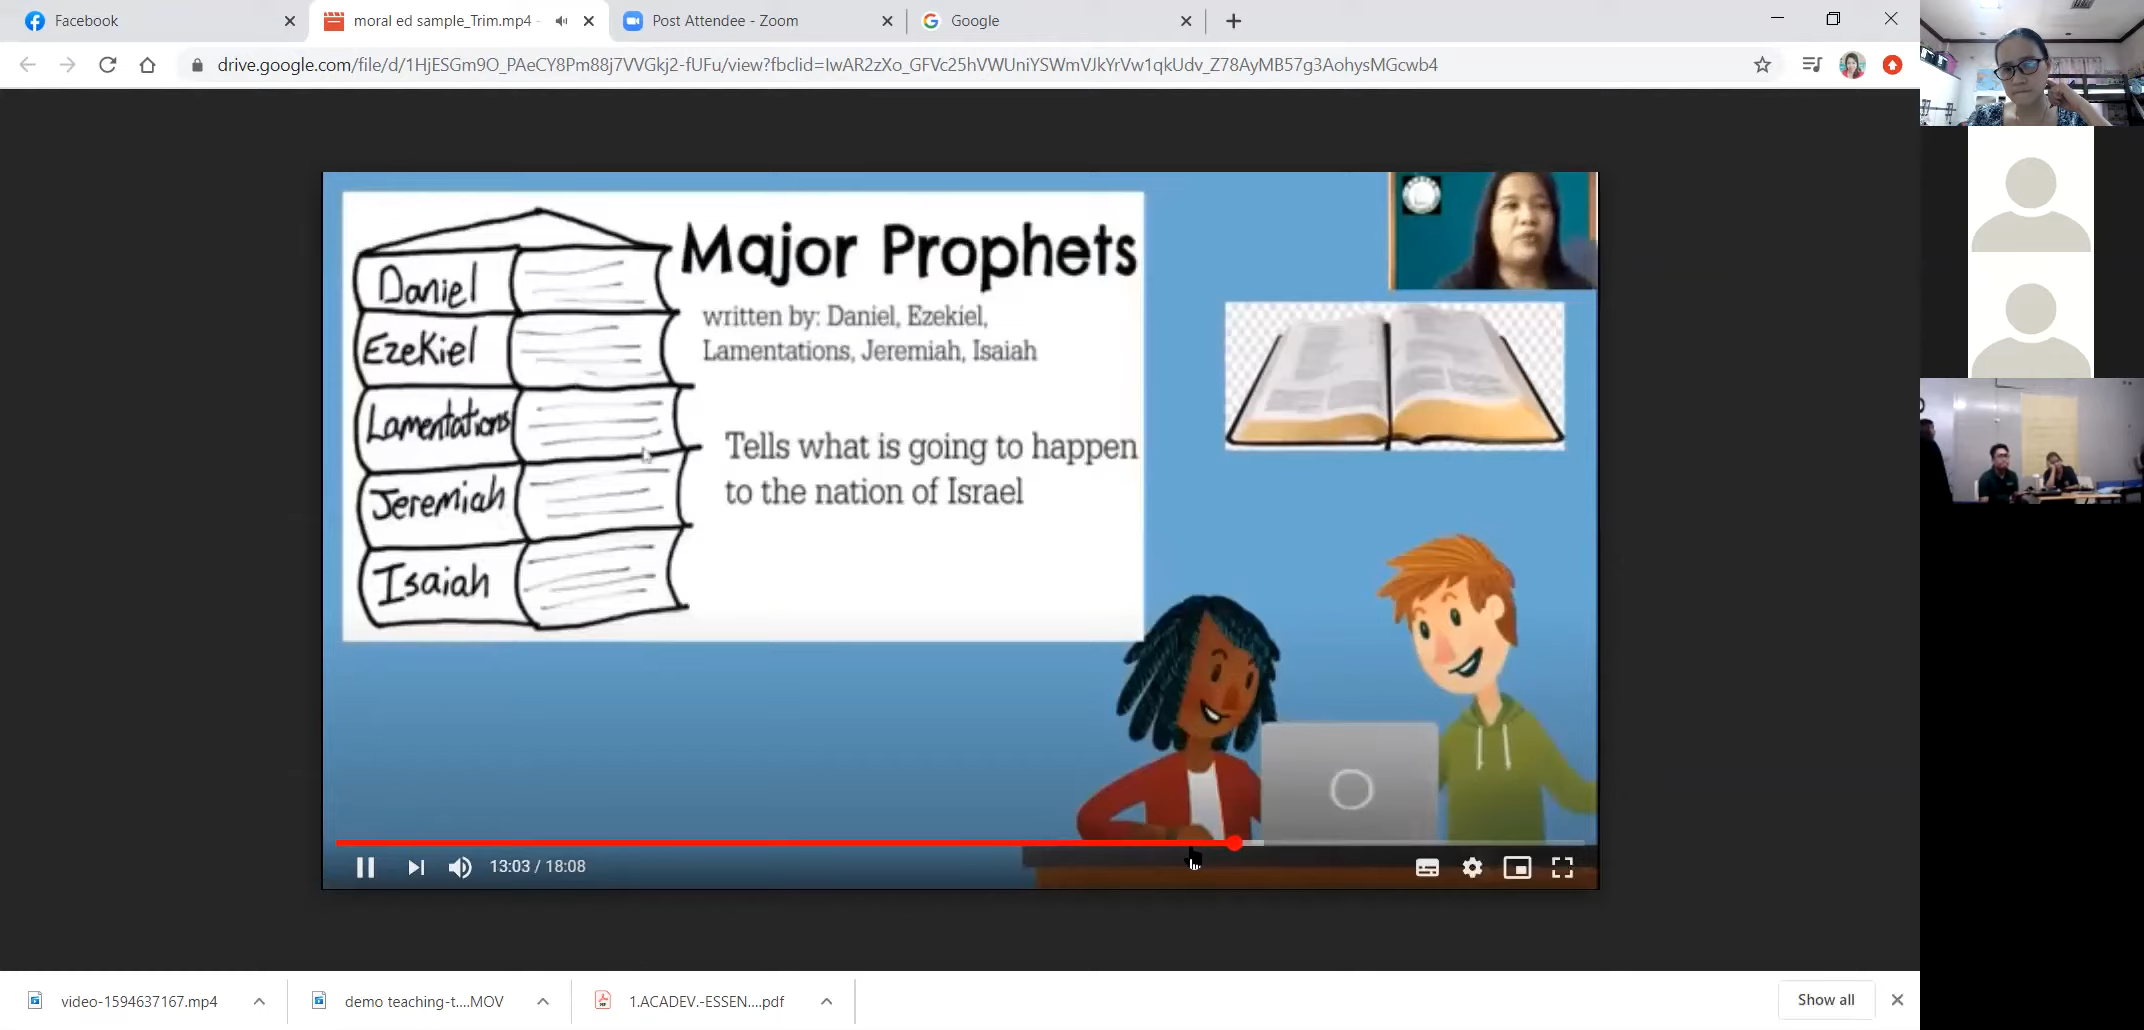 Facebook
moral ed sample_Trim.mp4 -
Post Attendee - Zoom
Google
drive.google.com/file/d/1HjESGm9O_PAeCY8Pm88j7VVGkj2-fUFu/view?fbclid=IwAR2zXo_GFVc25hVWUniYSWmVJkYrVw1qkUdv_Z78AyMB57g3AohysMGcwb4
Daniel
Ezekiel
Lamentations
Jeremiah
Isaiah
Major Prophets
written by: Daniel, Ezekiel,
Lamentations, Jeremiah, Isaiah
Tells what is going to happen
to the nation of Israel
13:03 / 18:08
video-1594637167.mp4
demo teaching-t....MOV
1.ACADEV.-ESSEN....pdf
Show all